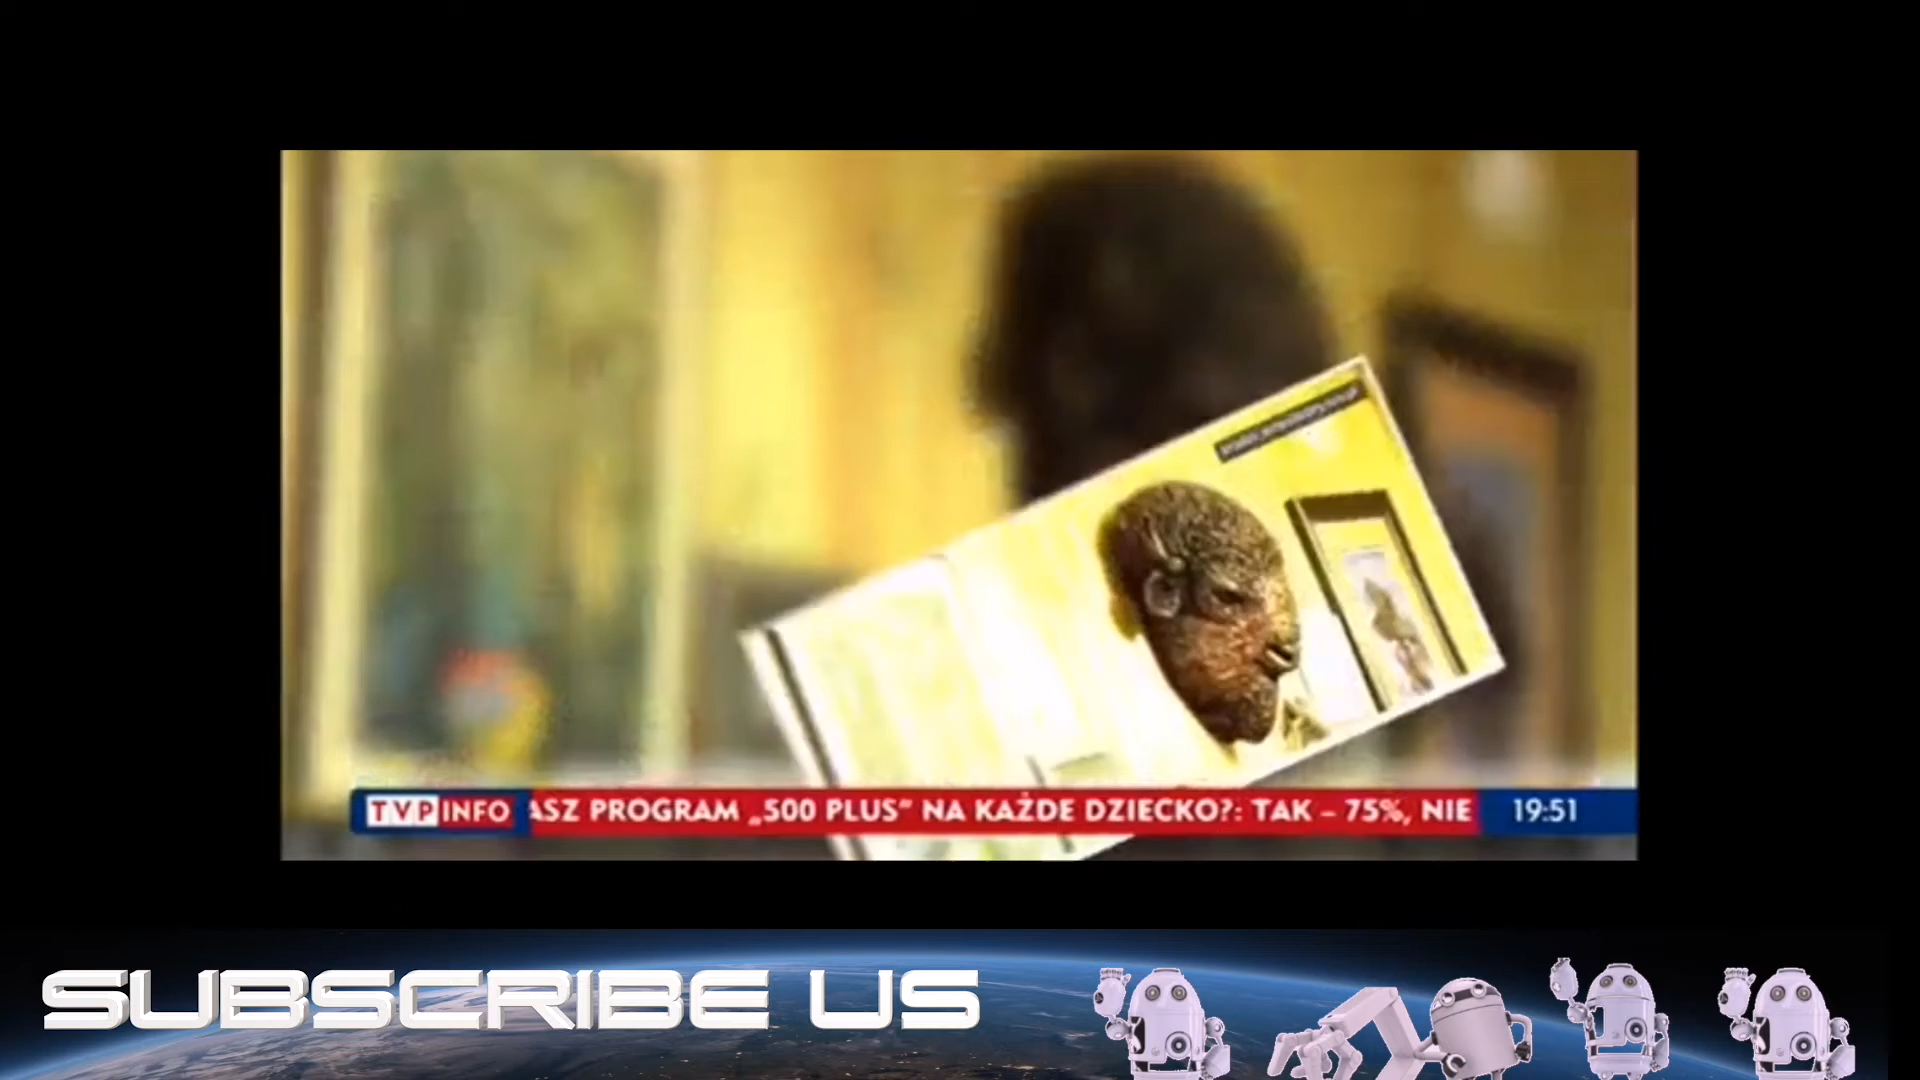 TVP INFO ASZ PROGRAM „500 PLUS” NA KAŻDE DZIECKO?: TAK – 75%, NIE 19:51
SUBSCRIBE US